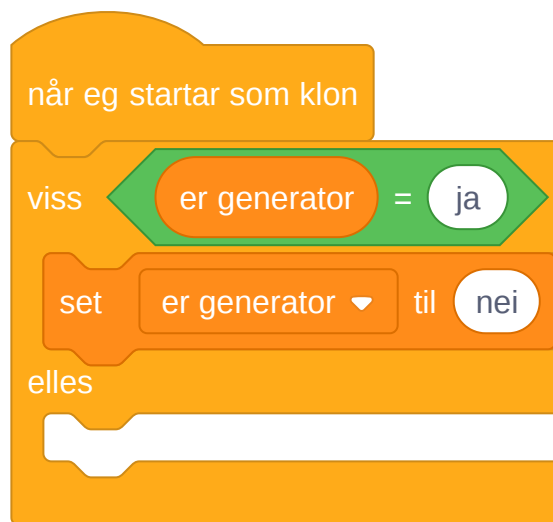 når eg startar som klon
viss er generator = ja
set er generator til nei
elles